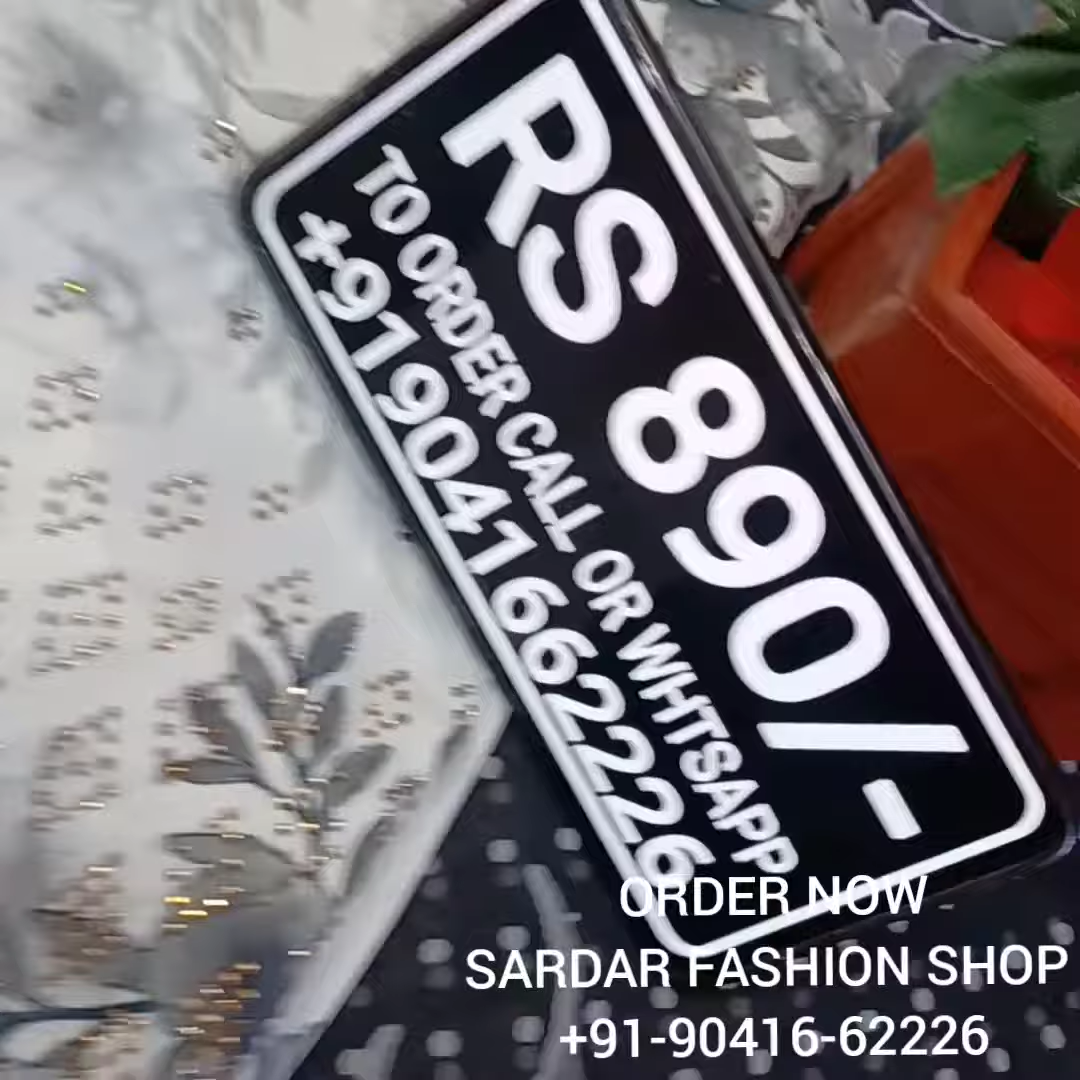 RS 890/-
TO ORDER CALL OR WHTSAPP
+919041662226
ORDER NOW
SARDAR FASHION SHOP
+91-90416-62226